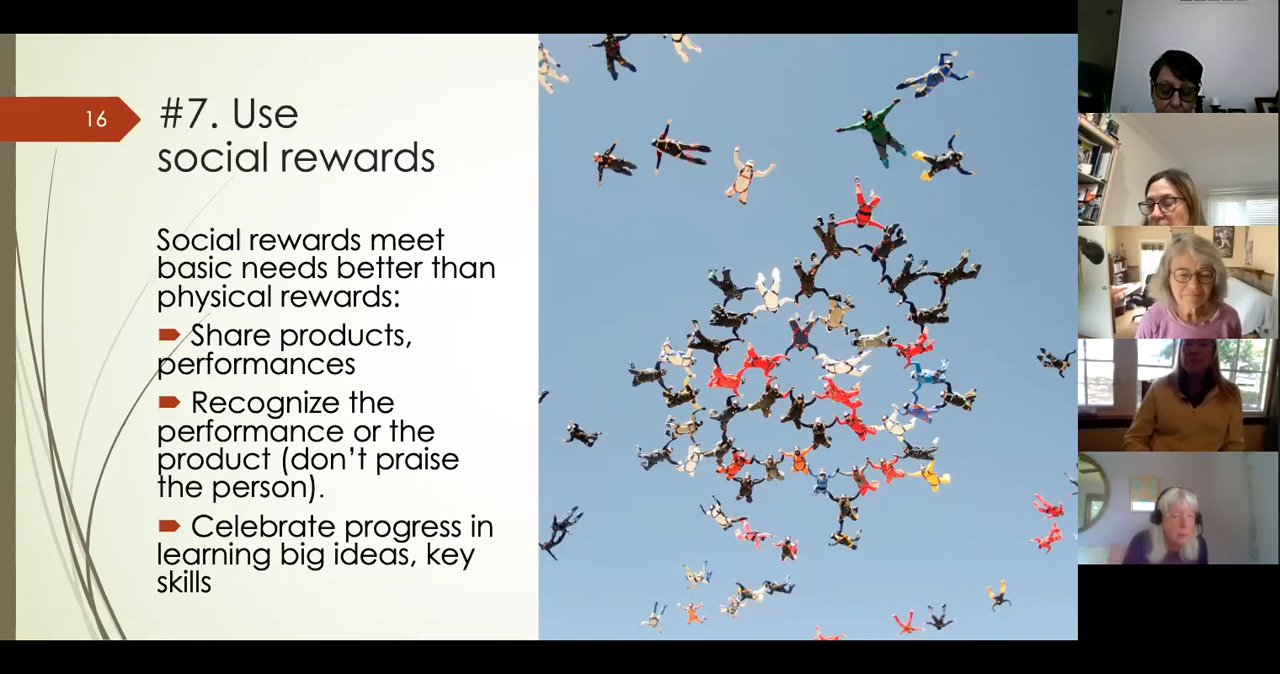 16
#7. Use
social rewards
Social rewards meet
basic needs better than
physical rewards:
Share products,
performances
Recognize the
performance or the
product (don't praise
the person).
Celebrate progress in
learning big ideas, key
skills